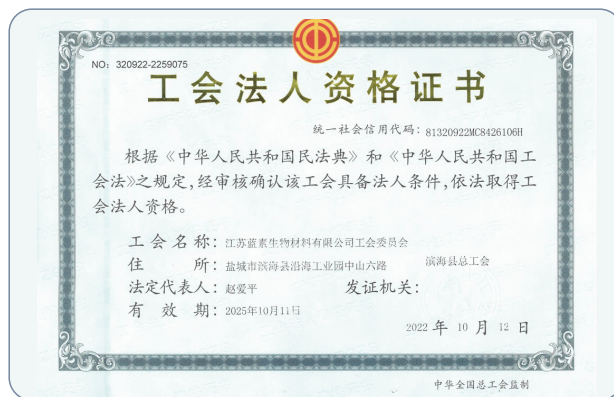 NO：320922-2259075
工会法人资格证书
统一社会信用代码：81320922MC8426106H
根据《中华人民共和国民法典》和《中华人民共和国工
会法》之规定，经审核确认该工会具备法人条件，依法取得工
会法人资格。
工会名称：江苏蓝素生物材料有限公司工会委员会
住所：盐城市滨海县沿海工业园中山六路
滨海县总工会
法定代表人：赵爱平
发证机关：
有效期：2025年10月11日
2022 年 10 月 12 日
中华全国总工会监制